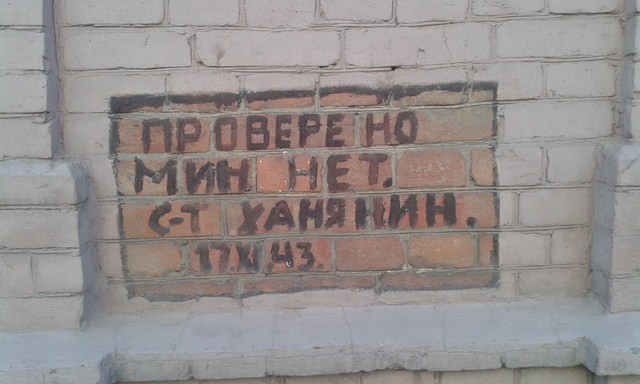 ПРОВЕРЕНО
МИН НЕТ.
С-Т ХАНЯНИН.
17.XI.43.